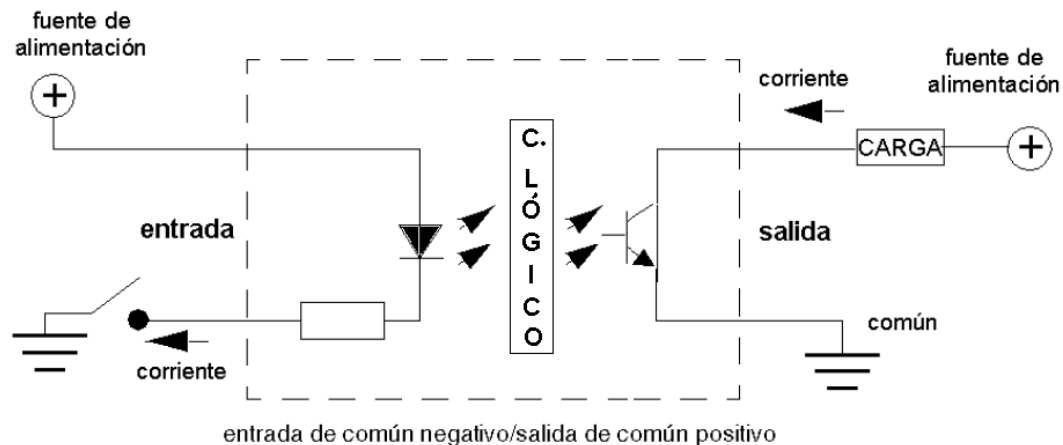 fuente de
alimentación
+
entrada
corriente
C. LÓGICO
corriente
fuente de
alimentación
CARGA
+
salida
común
entrada de común negativo/salida de común positivo